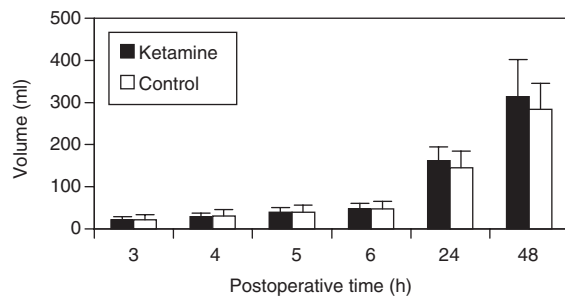 500
400
300
200
100
0
Volume (ml)
Ketamine
Control
3 4 5 6 24 48
Postoperative time (h)